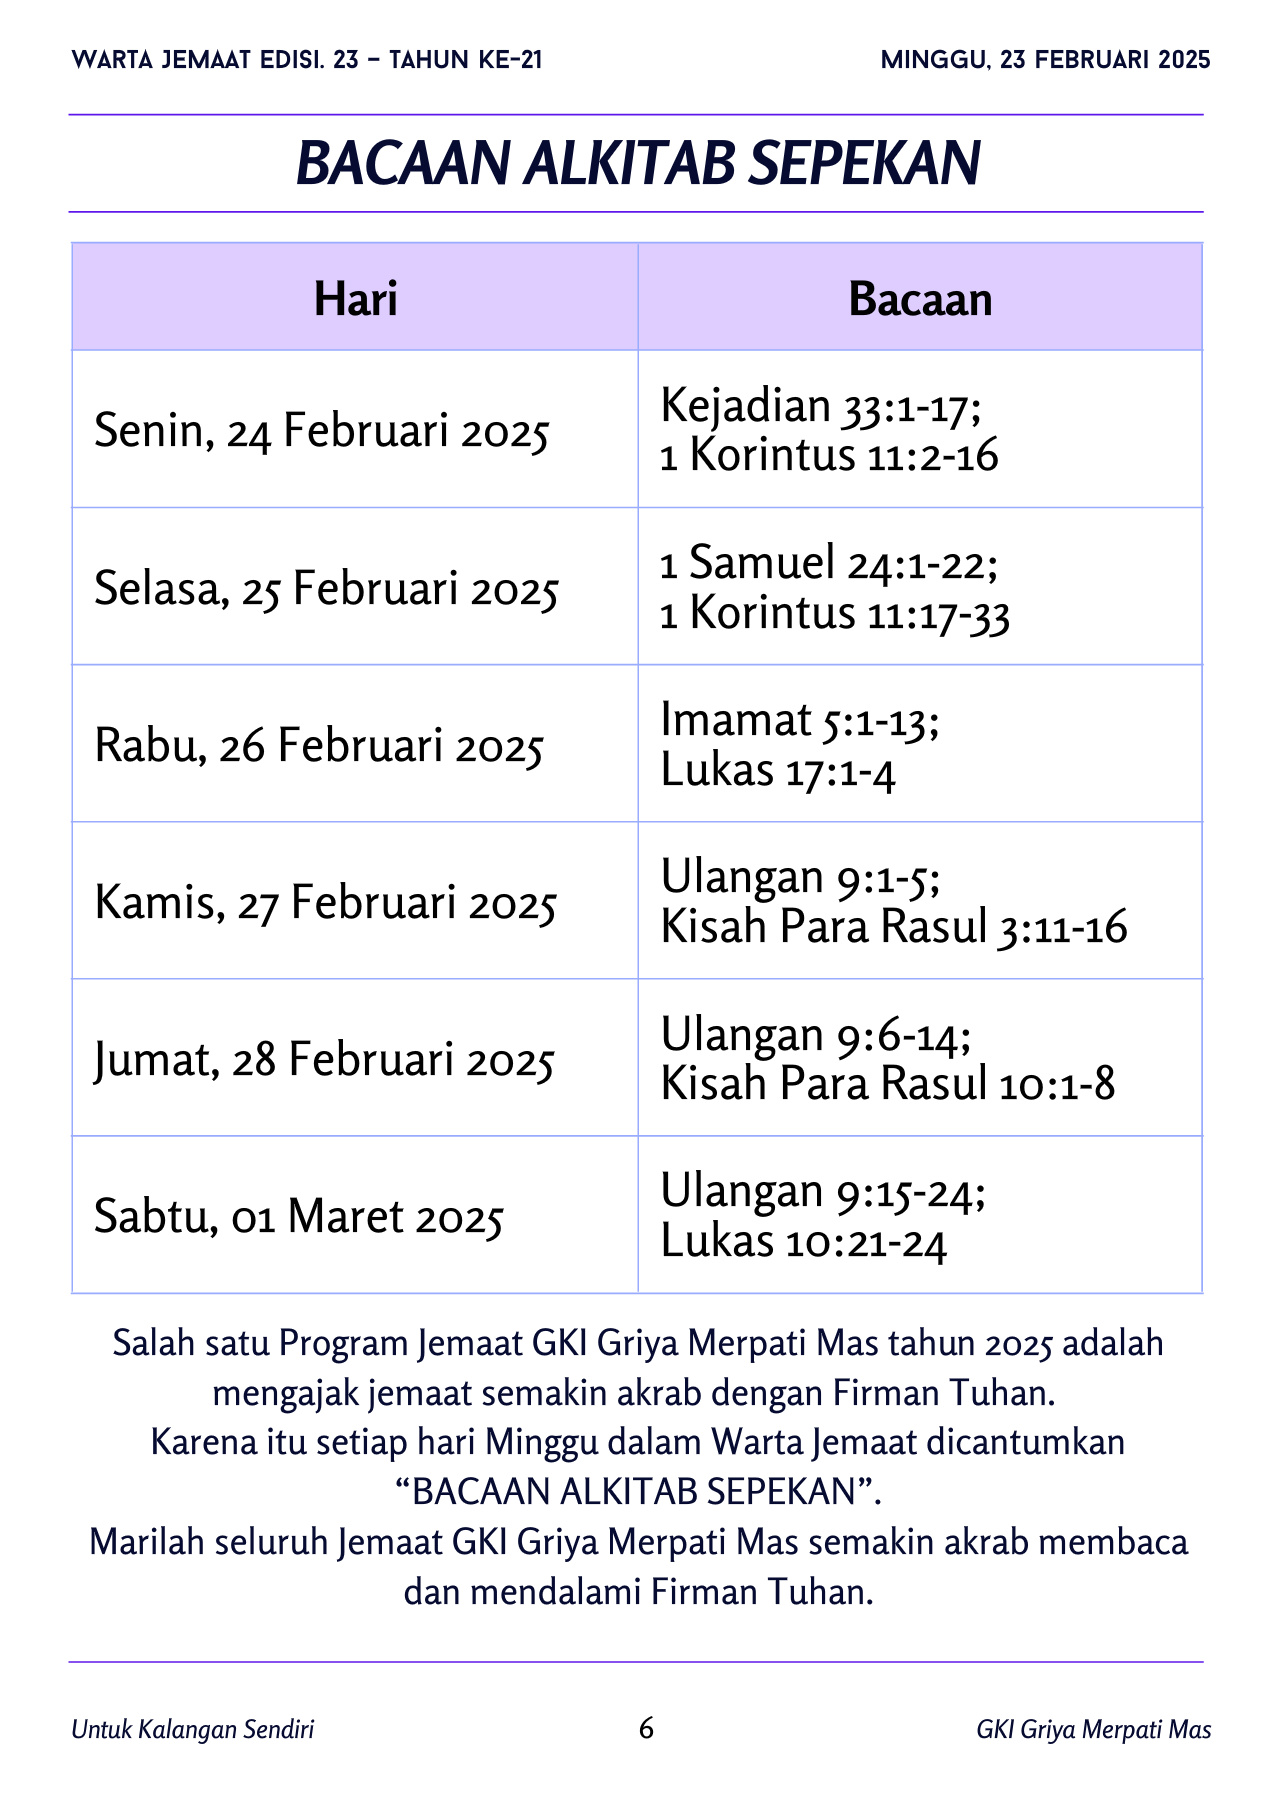 WARTA JEMAAT EDISI. 23 – TAHUN KE-21
MINGGU, 23 FEBRUARI 2025
BACAAN ALKITAB SEPEKAN
Hari
Bacaan
Senin, 24 Februari 2025
Kejadian 33:1-17;
1 Korintus 11:2-16
Selasa, 25 Februari 2025
1 Samuel 24:1-22;
1 Korintus 11:17-33
Rabu, 26 Februari 2025
Imamat 5:1-13;
Lukas 17:1-4
Kamis, 27 Februari 2025
Ulangan 9:1-5;
Kisah Para Rasul 3:11-16
Jumat, 28 Februari 2025
Ulangan 9:6-14;
Kisah Para Rasul 10:1-8
Sabtu, 01 Maret 2025
Ulangan 9:15-24;
Lukas 10:21-24
Salah satu Program Jemaat GKI Griya Merpati Mas tahun 2025 adalah
mengajak jemaat semakin akrab dengan Firman Tuhan.
Karena itu setiap hari Minggu dalam Warta Jemaat dicantumkan
“BACAAN ALKITAB SEPEKAN”.
Marilah seluruh Jemaat GKI Griya Merpati Mas semakin akrab membaca
dan mendalami Firman Tuhan.
Untuk Kalangan Sendiri
6
GKI Griya Merpati Mas